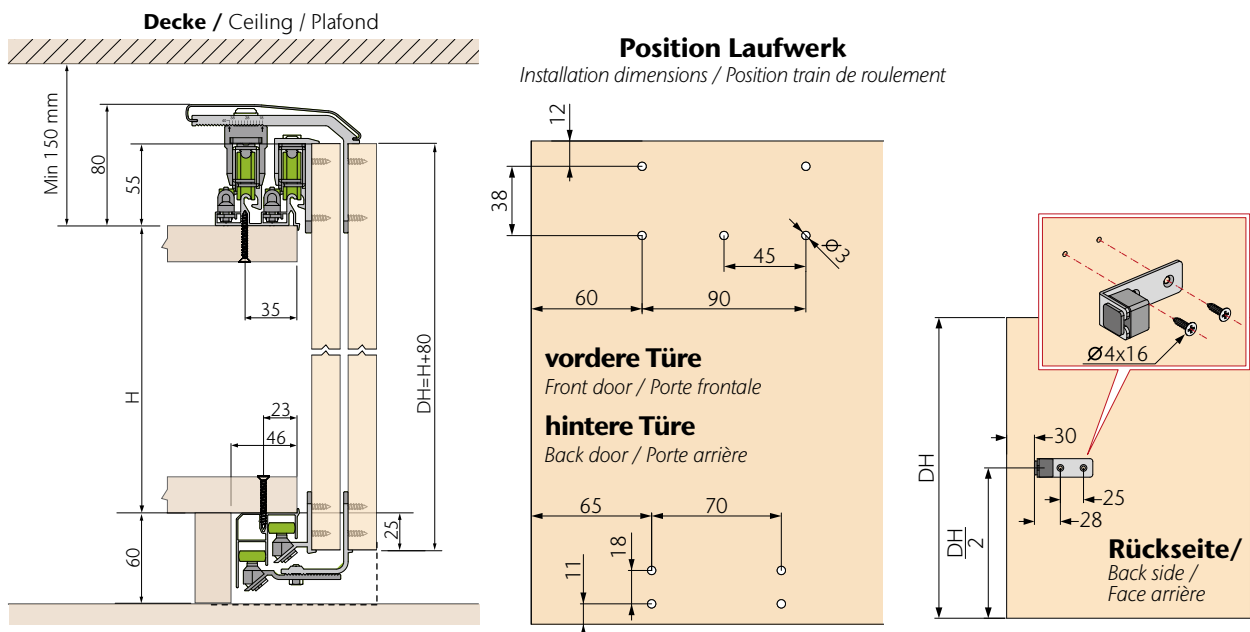 Decke / Ceiling / Plafond
Min 150 mm
80
55
35
H
DH=H+80
23
46
25
60
Position Laufwerk
Installation dimensions / Position train de roulement
12
38
45
Ø3
60
90
vordere Türe
Front door / Porte frontale
hintere Türe
Back door / Porte arrière
65
70
18
11
Ø4x16
30
25
28
DH
DH
2
Rückseite/
Back side /
Face arrière